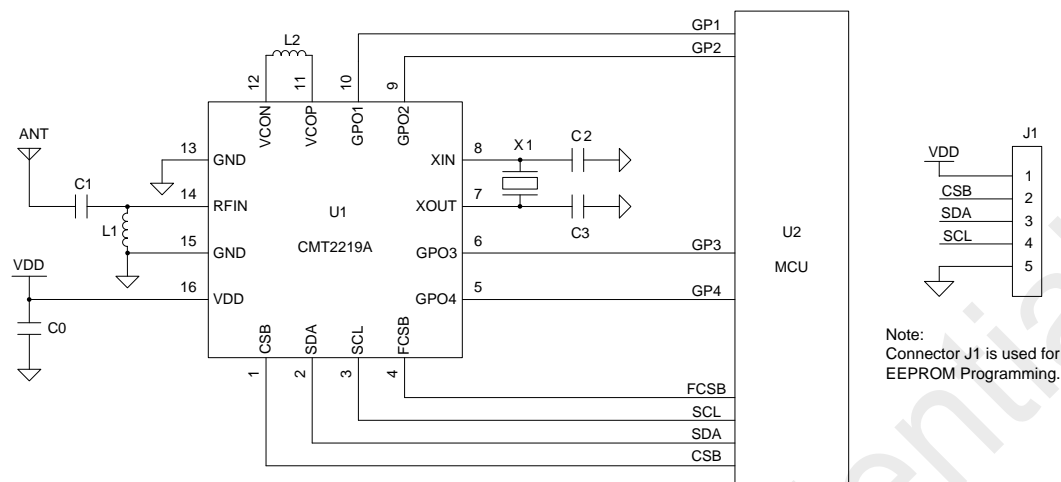 GP1
GP2
L2
12
11
10
9
VCON
VCOP
GPO1
GPO2
ANT
13
GND
XIN
8
X1
C2
J1
VDD
1
CSB
2
SDA
3
SCL
4
5
C1
14
RFIN
L1
U1
CMT2219A
XOUT
7
C3
U2
MCU
15
GND
GPO3
6
GP3
VDD
16
VDD
GPO4
5
GP4
C0
CSB
SDA
SCL
FCSB
1
2
3
4
Note:
Connector J1 is used for
EEPROM Programming.
FCSB
SCL
SDA
CSB